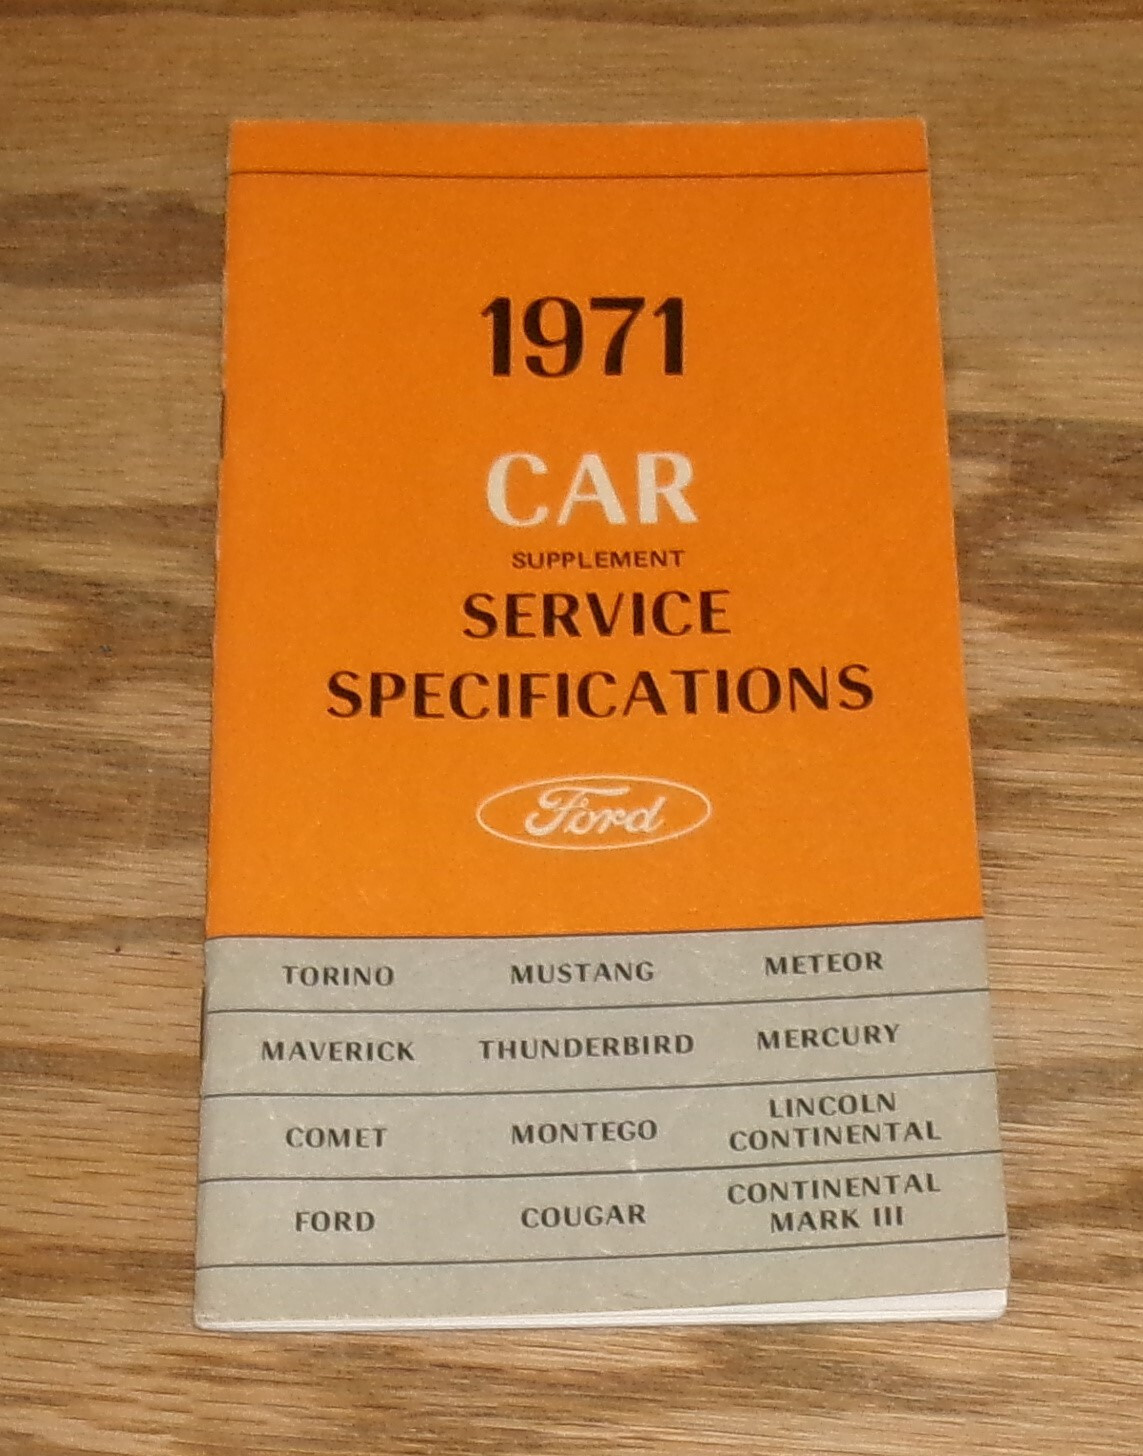 1971
CAR
SUPPLEMENT
SERVICE
SPECIFICATIONS
Ford
TORINO MUSTANG METEOR
MAVERICK THUNDERBIRD MERCURY
COMET MONTEGO LINCOLN CONTINENTAL
FORD COUGAR CONTINENTAL MARK III